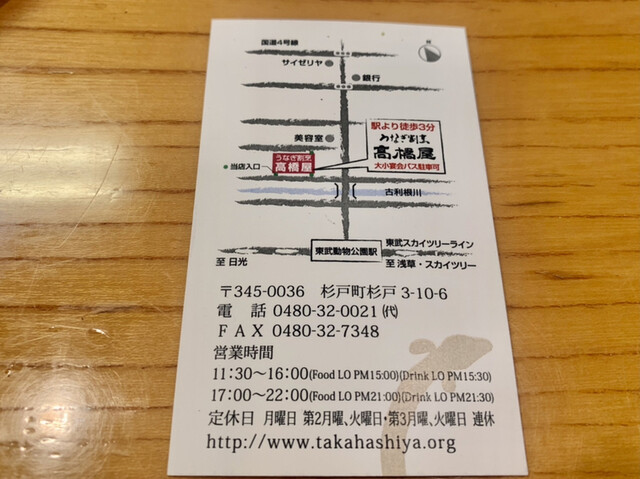 国道4号線
サイゼリヤ
銀行
美容室
駅より徒歩3分
うなぎ割烹
高橋屋
大小宴会バス駐車可
当店入口
うなぎ割烹
高橋屋
古利根川
東武動物公園駅
東武スカイツリーライン
至 日光
至 浅草・スカイツリー
〒345-0036 杉戸町杉戸 3-10-6
電 話 0480-32-0021 (代)
F A X 0480-32-7348
営業時間
11:30〜16:00(Food LO PM15:00)(Drink LO PM15:30)
17:00〜22:00(Food LO PM21:00)(Drink LO PM21:30)
定休日 月曜日 第2月曜、火曜日・第3月曜、火曜日 連休
http://www.takahashiya.org